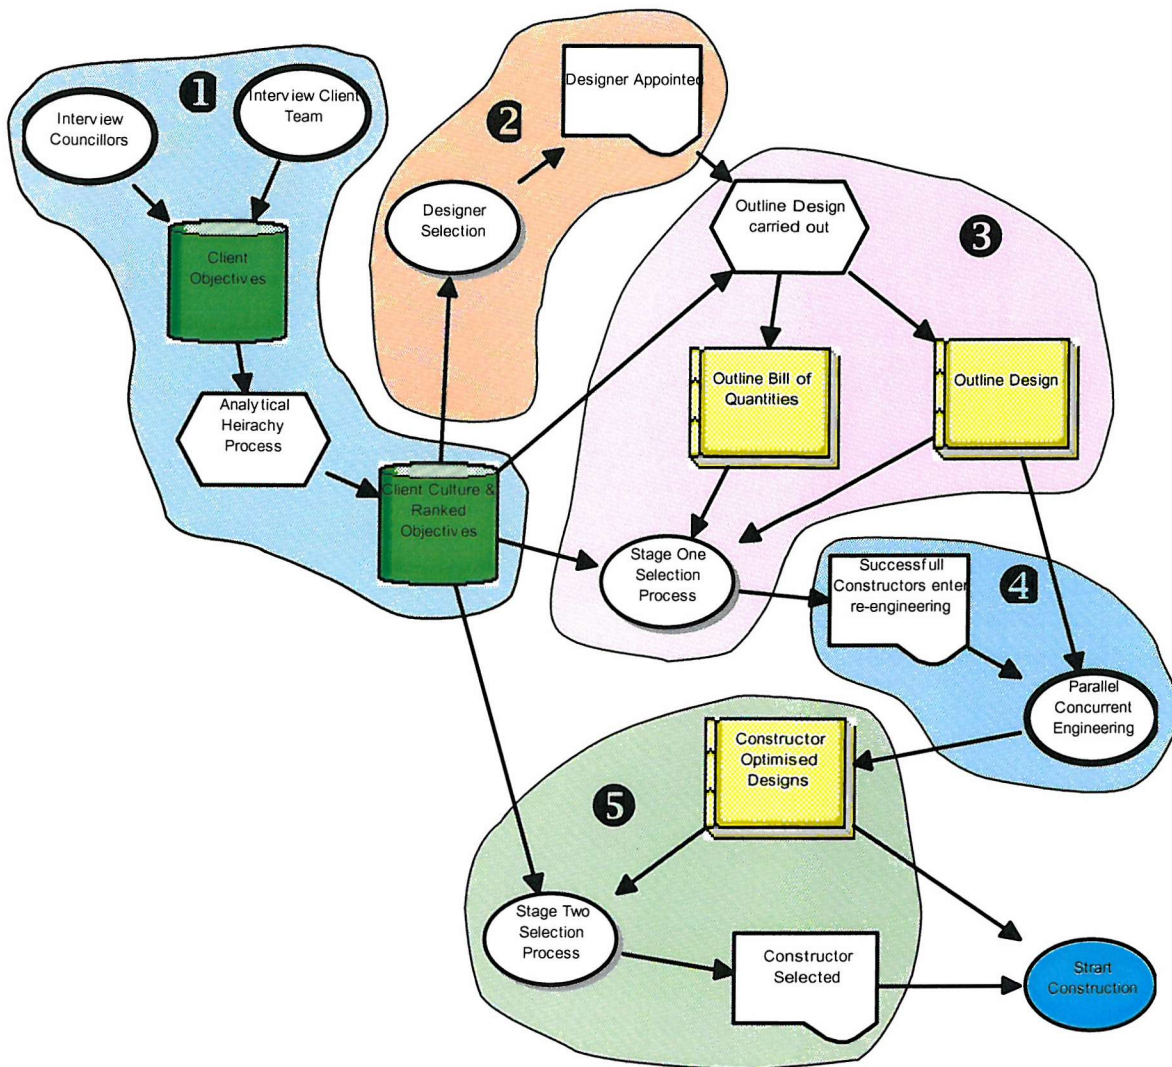 1
Interview
Councillors
Interview Client
Team
Client
Objectives
Analytical
Heirachy
Process
Client Culture &
Ranked
Objectives
2
Designer Appointed
Designer
Selection
3
Outline Design
carried out
Outline Bill of
Quantities
Outline Design
Stage One
Selection
Process
4
Successfull
Constructors enter
re-engineering
Parallel
Concurrent
Engineering
5
Constructor
Optimised
Designs
Stage Two
Selection
Process
Constructor
Selected
Strart
Construction